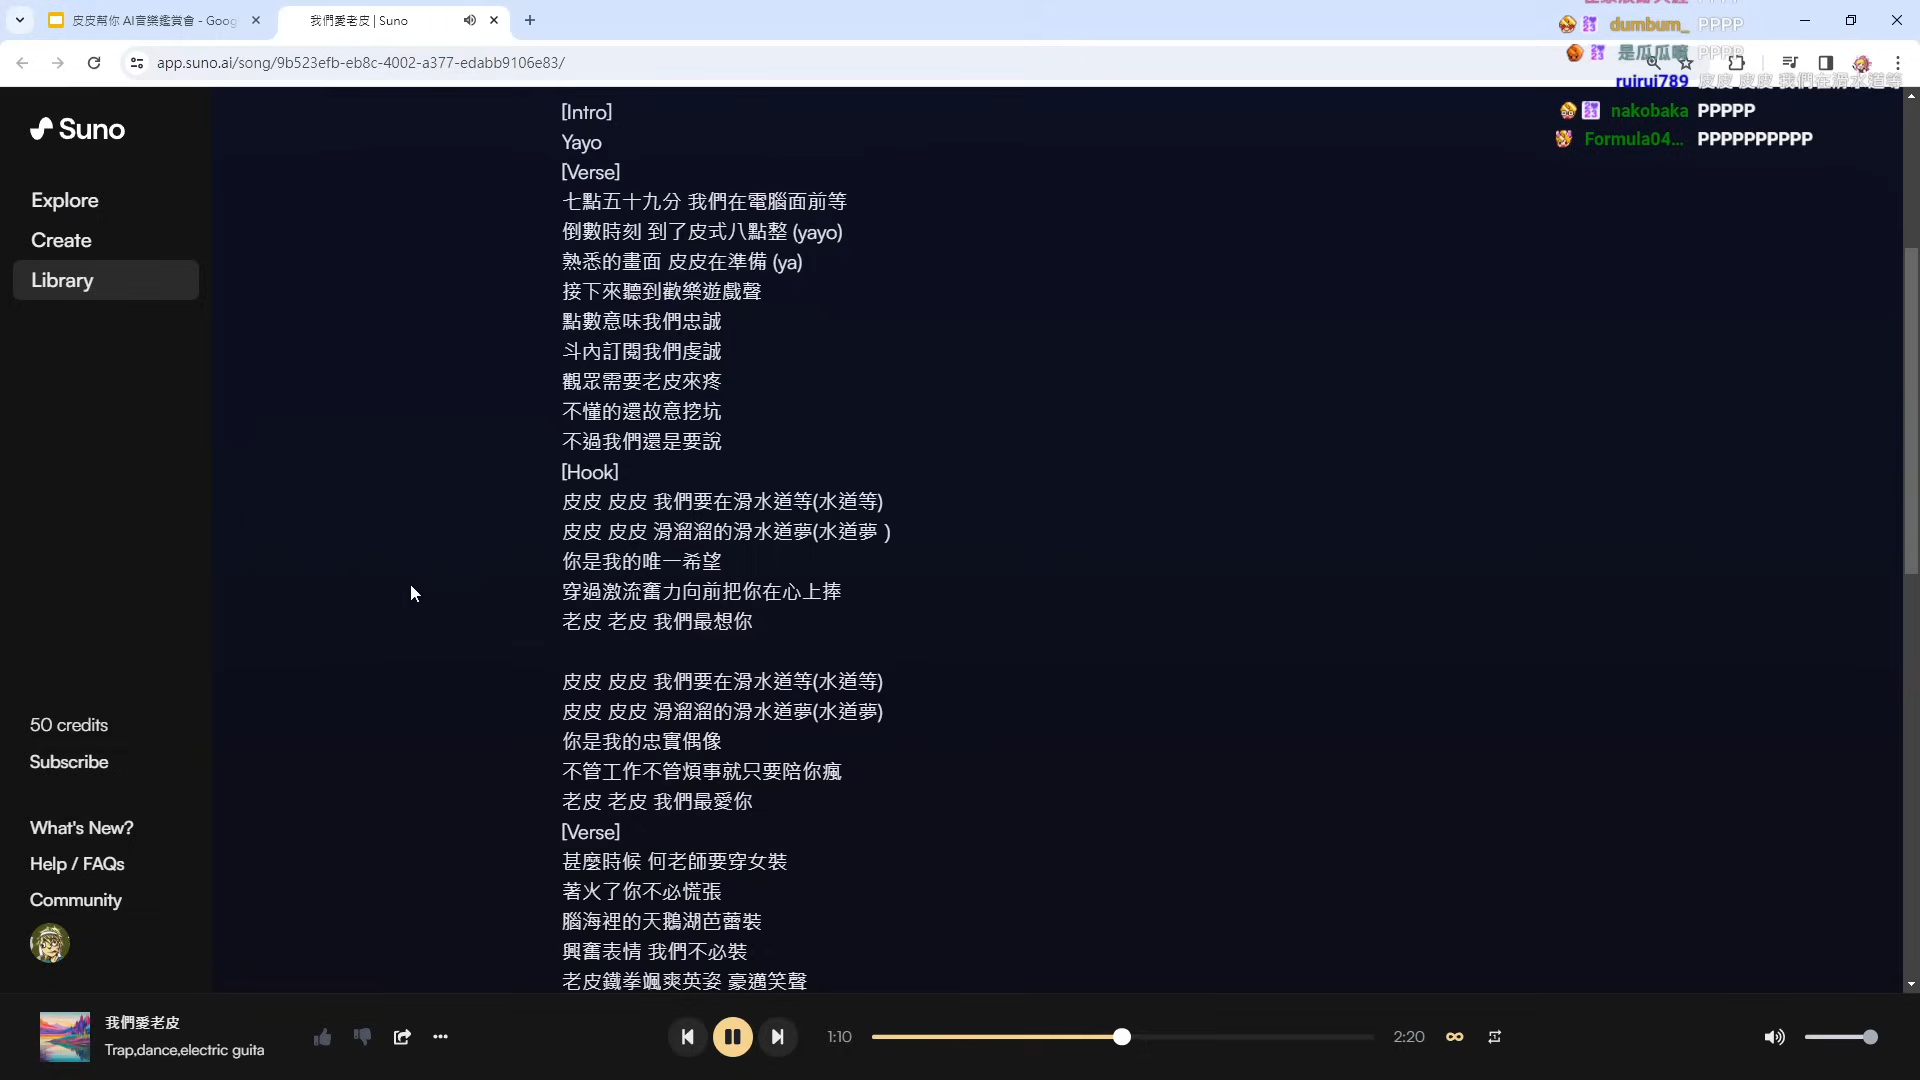 皮皮幫你 AI音樂鑑賞會 - Goog
我們愛老皮 | Suno
dumbum_ PPPP
app.suno.ai/song/9b523efb-eb8c-4002-a377-edabb9106e83/
是瓜瓜喵 PPPP
ruirui789 皮皮 皮皮 我們在滑水道等
nakobaka PPPPP
Formula04... PPPPPPPPPP
Suno
Explore
Create
Library
50 credits
Subscribe
What's New?
Help / FAQs
Community
[Intro]
Yayo
[Verse]
七點五十九分 我們在電腦面前等
倒數時刻 到了皮式八點整 (yayo)
熟悉的畫面 皮皮在準備 (ya)
接下來聽到歡樂遊戲聲
點數意味我們忠誠
斗內訂閱我們虔誠
觀眾需要老皮來疼
不懂的還故意挖坑
不過我們還是要說
[Hook]
皮皮 皮皮 我們要在滑水道等(水道等)
皮皮 皮皮 滑溜溜的滑水道夢(水道夢 )
你是我的唯一希望
穿過激流奮力向前把你在心上捧
老皮 老皮 我們最想你
皮皮 皮皮 我們要在滑水道等(水道等)
皮皮 皮皮 滑溜溜的滑水道夢(水道夢)
你是我的忠實偶像
不管工作不管煩事就只要陪你瘋
老皮 老皮 我們最愛你
[Verse]
甚麼時候 何老師要穿女裝
著火了你不必慌張
腦海裡的天鵝湖芭蕾裝
興奮表情 我們不必裝
老皮鐵拳颯爽英姿 豪邁笑聲
我們愛老皮
Trap,dance,electric guita
1:10
2:20